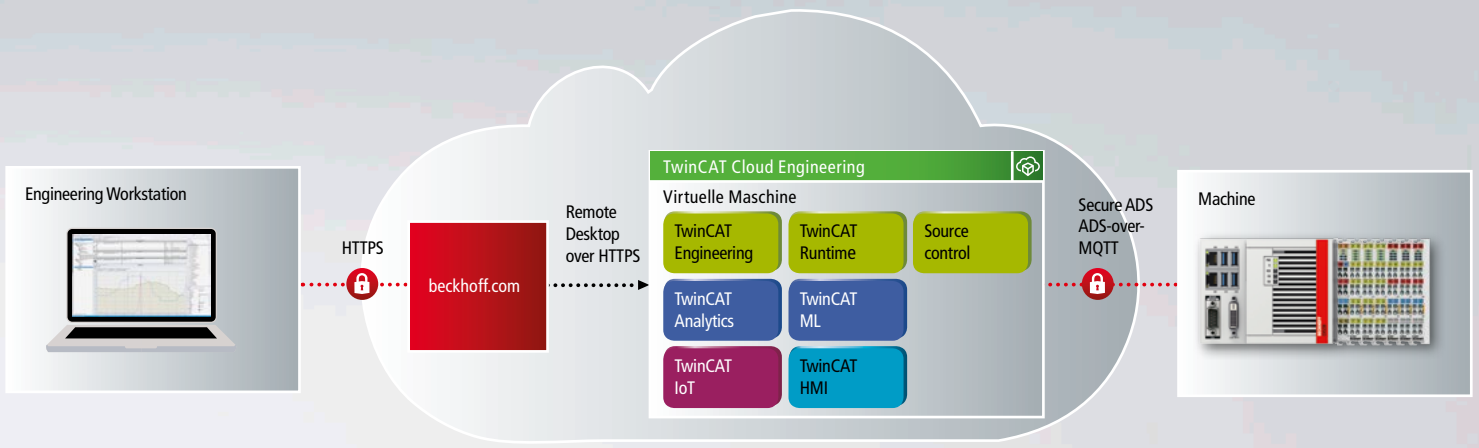 Engineering Workstation
HTTPS
beckhoff.com
Remote
Desktop
over HTTPS
TwinCAT Cloud Engineering
Virtuelle Maschine
TwinCAT
Engineering
TwinCAT
Runtime
Source
control
TwinCAT
Analytics
TwinCAT
ML
TwinCAT
IoT
TwinCAT
HMI
Secure ADS
ADS-over-
MQTT
Machine